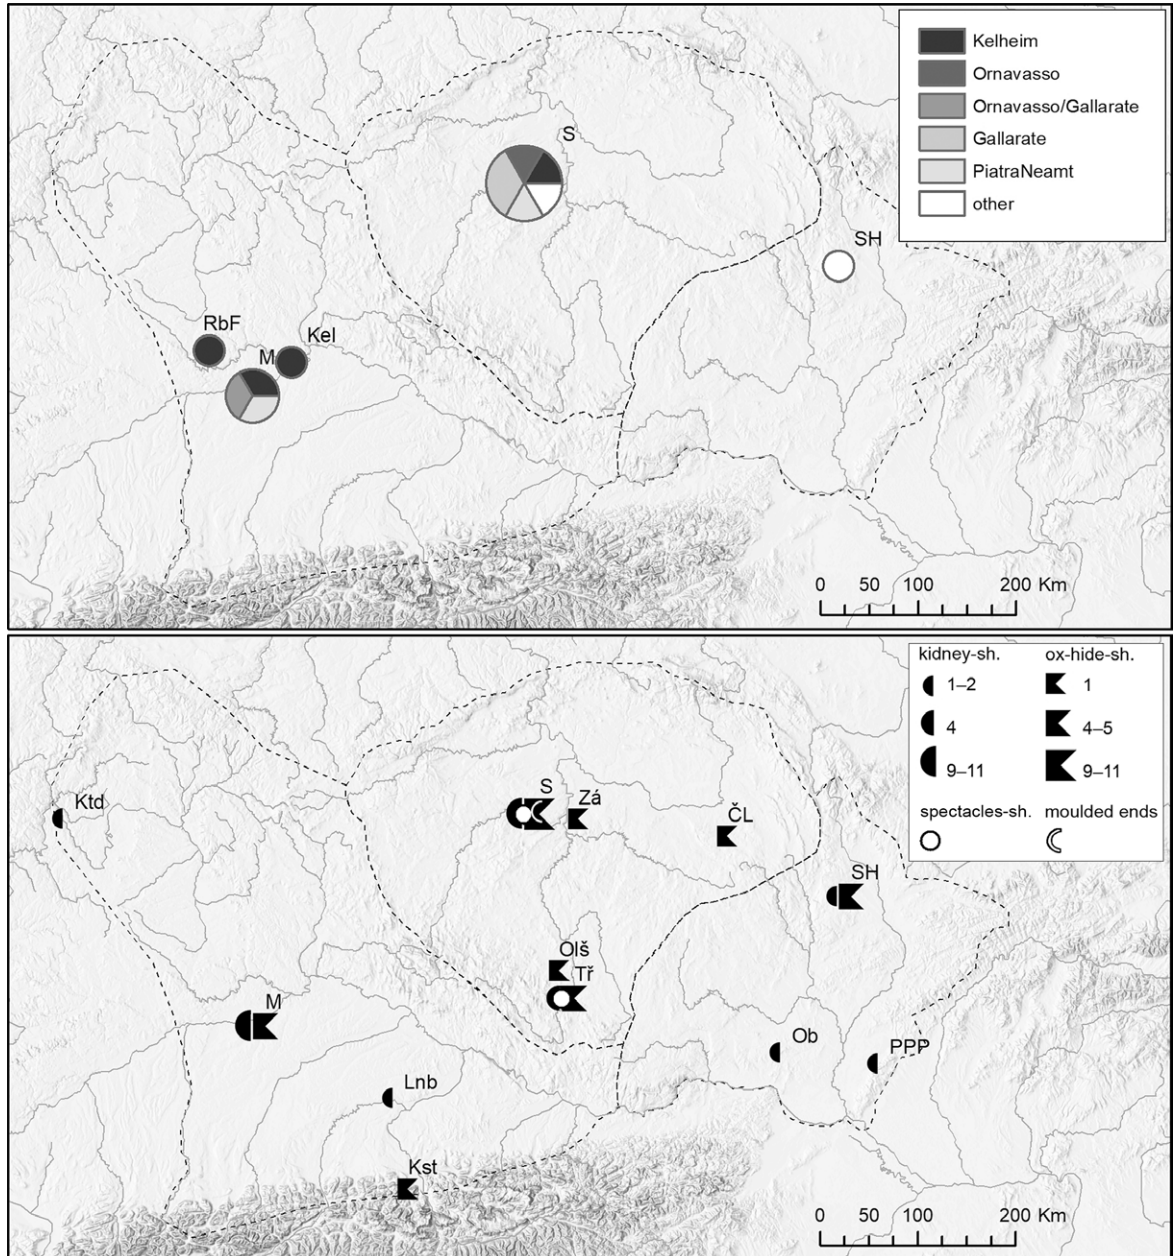 Kelheim
Ornavasso
Ornavasso/Gallarate
Gallarate
PiatraNeamt
other
S
SH
RbF
Kel
M
0 50 100 200 Km
kidney-sh. ox-hide-sh.
1–2 1
4 4–5
9–11 9–11
spectacles-sh. moulded ends
Ktd
S
Zá
ČL
SH
Olš
Tř
M
Ob
PPP
Lnb
Kst
0 50 100 200 Km